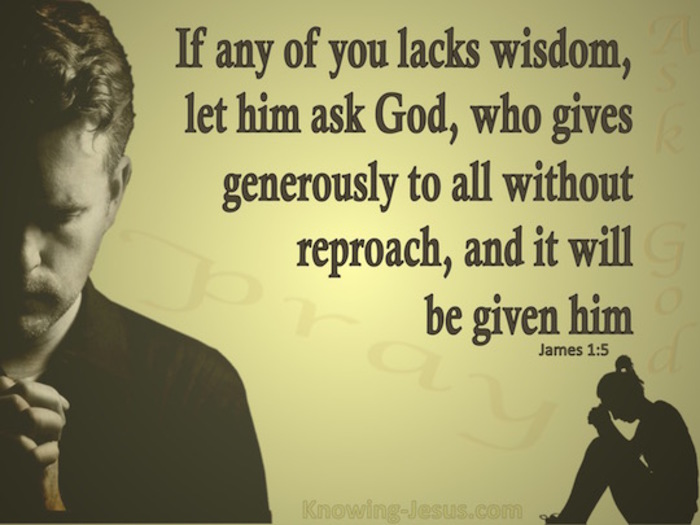 If any of you lacks wisdom,
let him ask God, who gives
generously to all without
reproach, and it will
be given him
James 1:5
Pray
Ask God
Knowing-Jesus.com